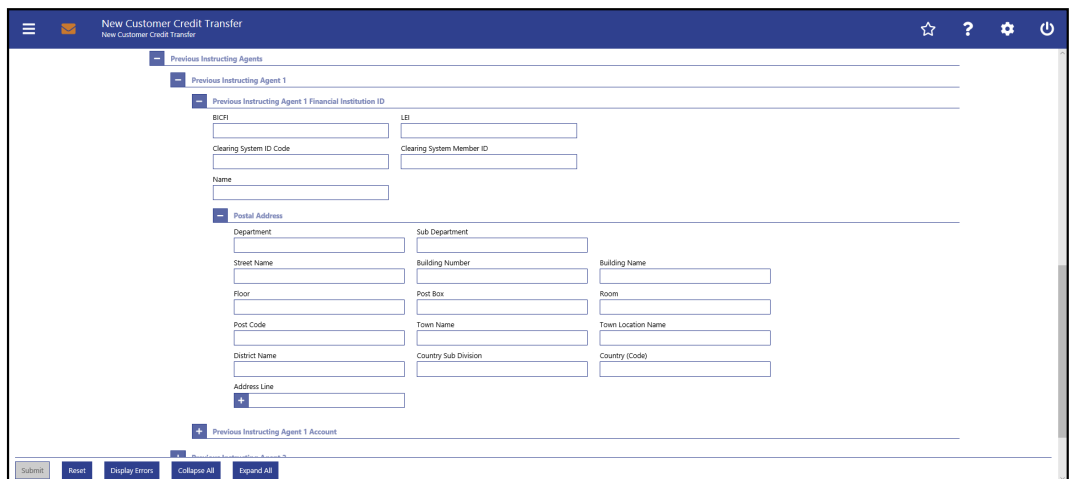 New Customer Credit Transfer
New Customer Credit Transfer
Previous Instructing Agents
Previous Instructing Agent 1
Previous Instructing Agent 1 Financial Institution ID
BICFI LEI
Clearing System ID Code Clearing System Member ID
Name
Postal Address
Department Sub Department
Street Name Building Number Building Name
Floor Post Box Room
Post Code Town Name Town Location Name
District Name Country Sub Division Country (Code)
Address Line
Previous Instructing Agent 1 Account
Previous Instructing Agent 2
Submit Reset Display Errors Collapse All Expand All